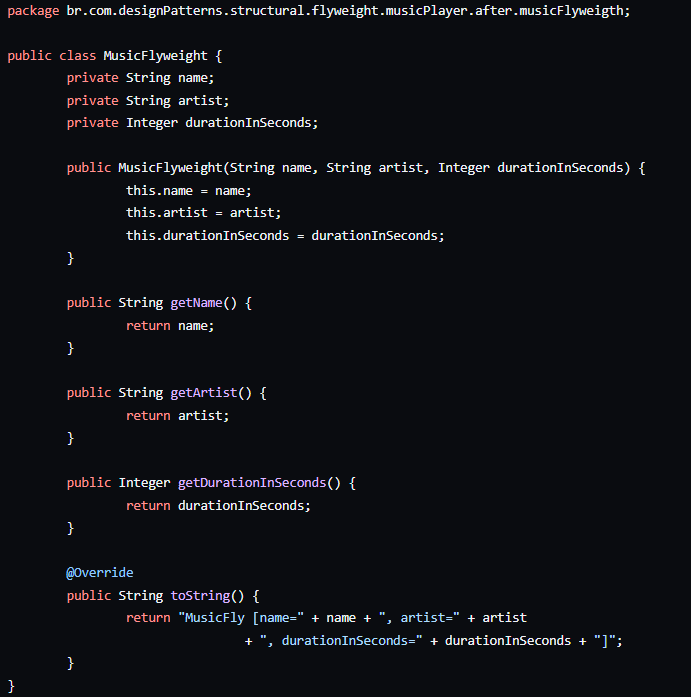 package br.com.designPatterns.structural.flyweight.musicPlayer.after.musicFlyweigth;
public class MusicFlyweight {
private String name;
private String artist;
private Integer durationInSeconds;
public MusicFlyweight(String name, String artist, Integer durationInSeconds) {
this.name = name;
this.artist = artist;
this.durationInSeconds = durationInSeconds;
}
public String getName() {
return name;
}
public String getArtist() {
return artist;
}
public Integer getDurationInSeconds() {
return durationInSeconds;
}
@Override
public String toString() {
return "MusicFly [name=" + name + ", artist=" + artist
+ ", durationInSeconds=" + durationInSeconds + "]";
}
}